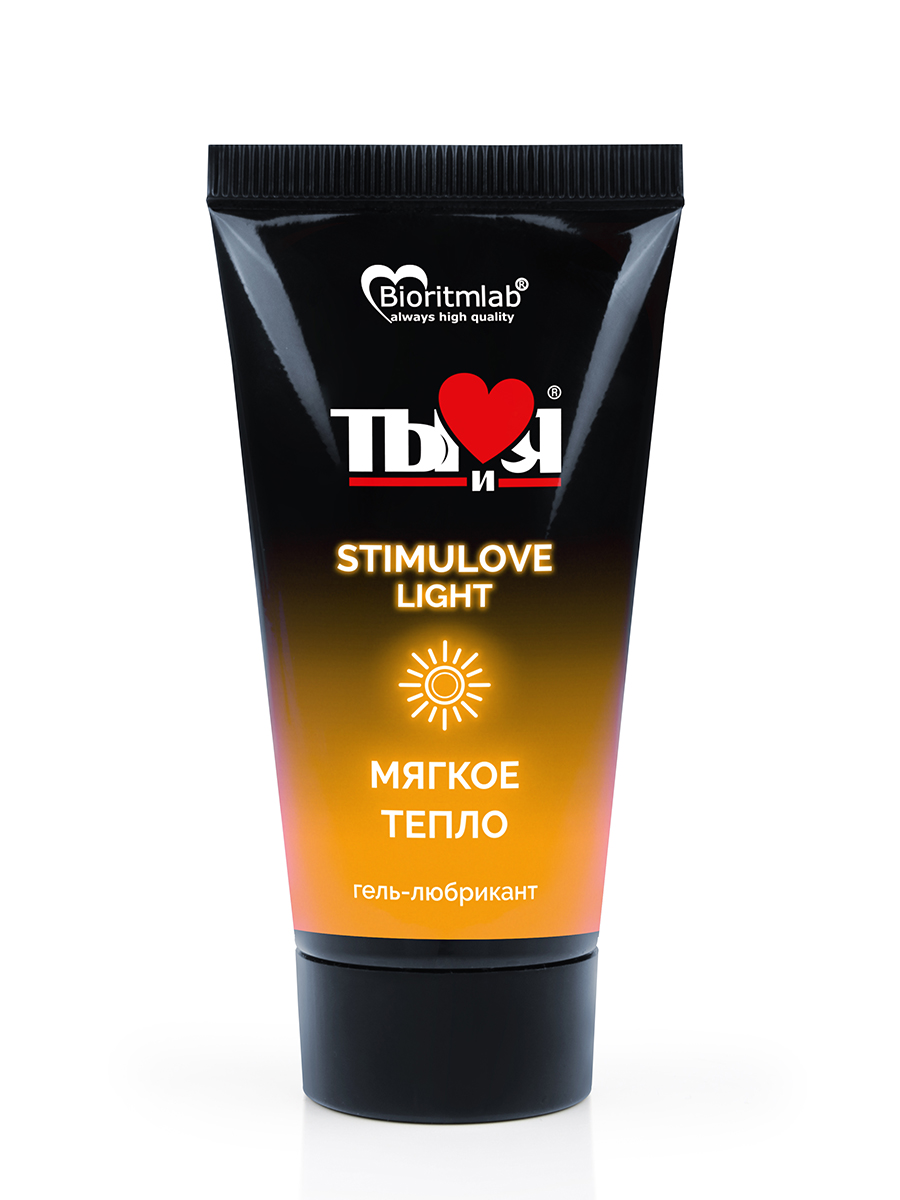 Bioritmlab®
always high quality
ТЫ Я®
и
STIMULOVE
LIGHT
МЯГКОЕ
ТЕПЛО
гель-любрикант